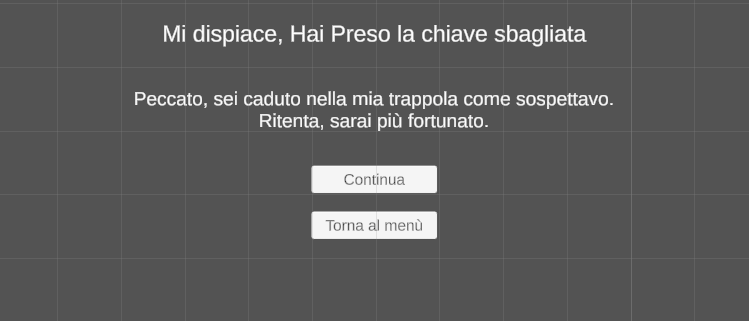 Mi dispiace, Hai Preso la chiave sbagliata
Peccato, sei caduto nella mia trappola come sospettavo.
Ritenta, sarai più fortunato.
Continua
Torna al menù